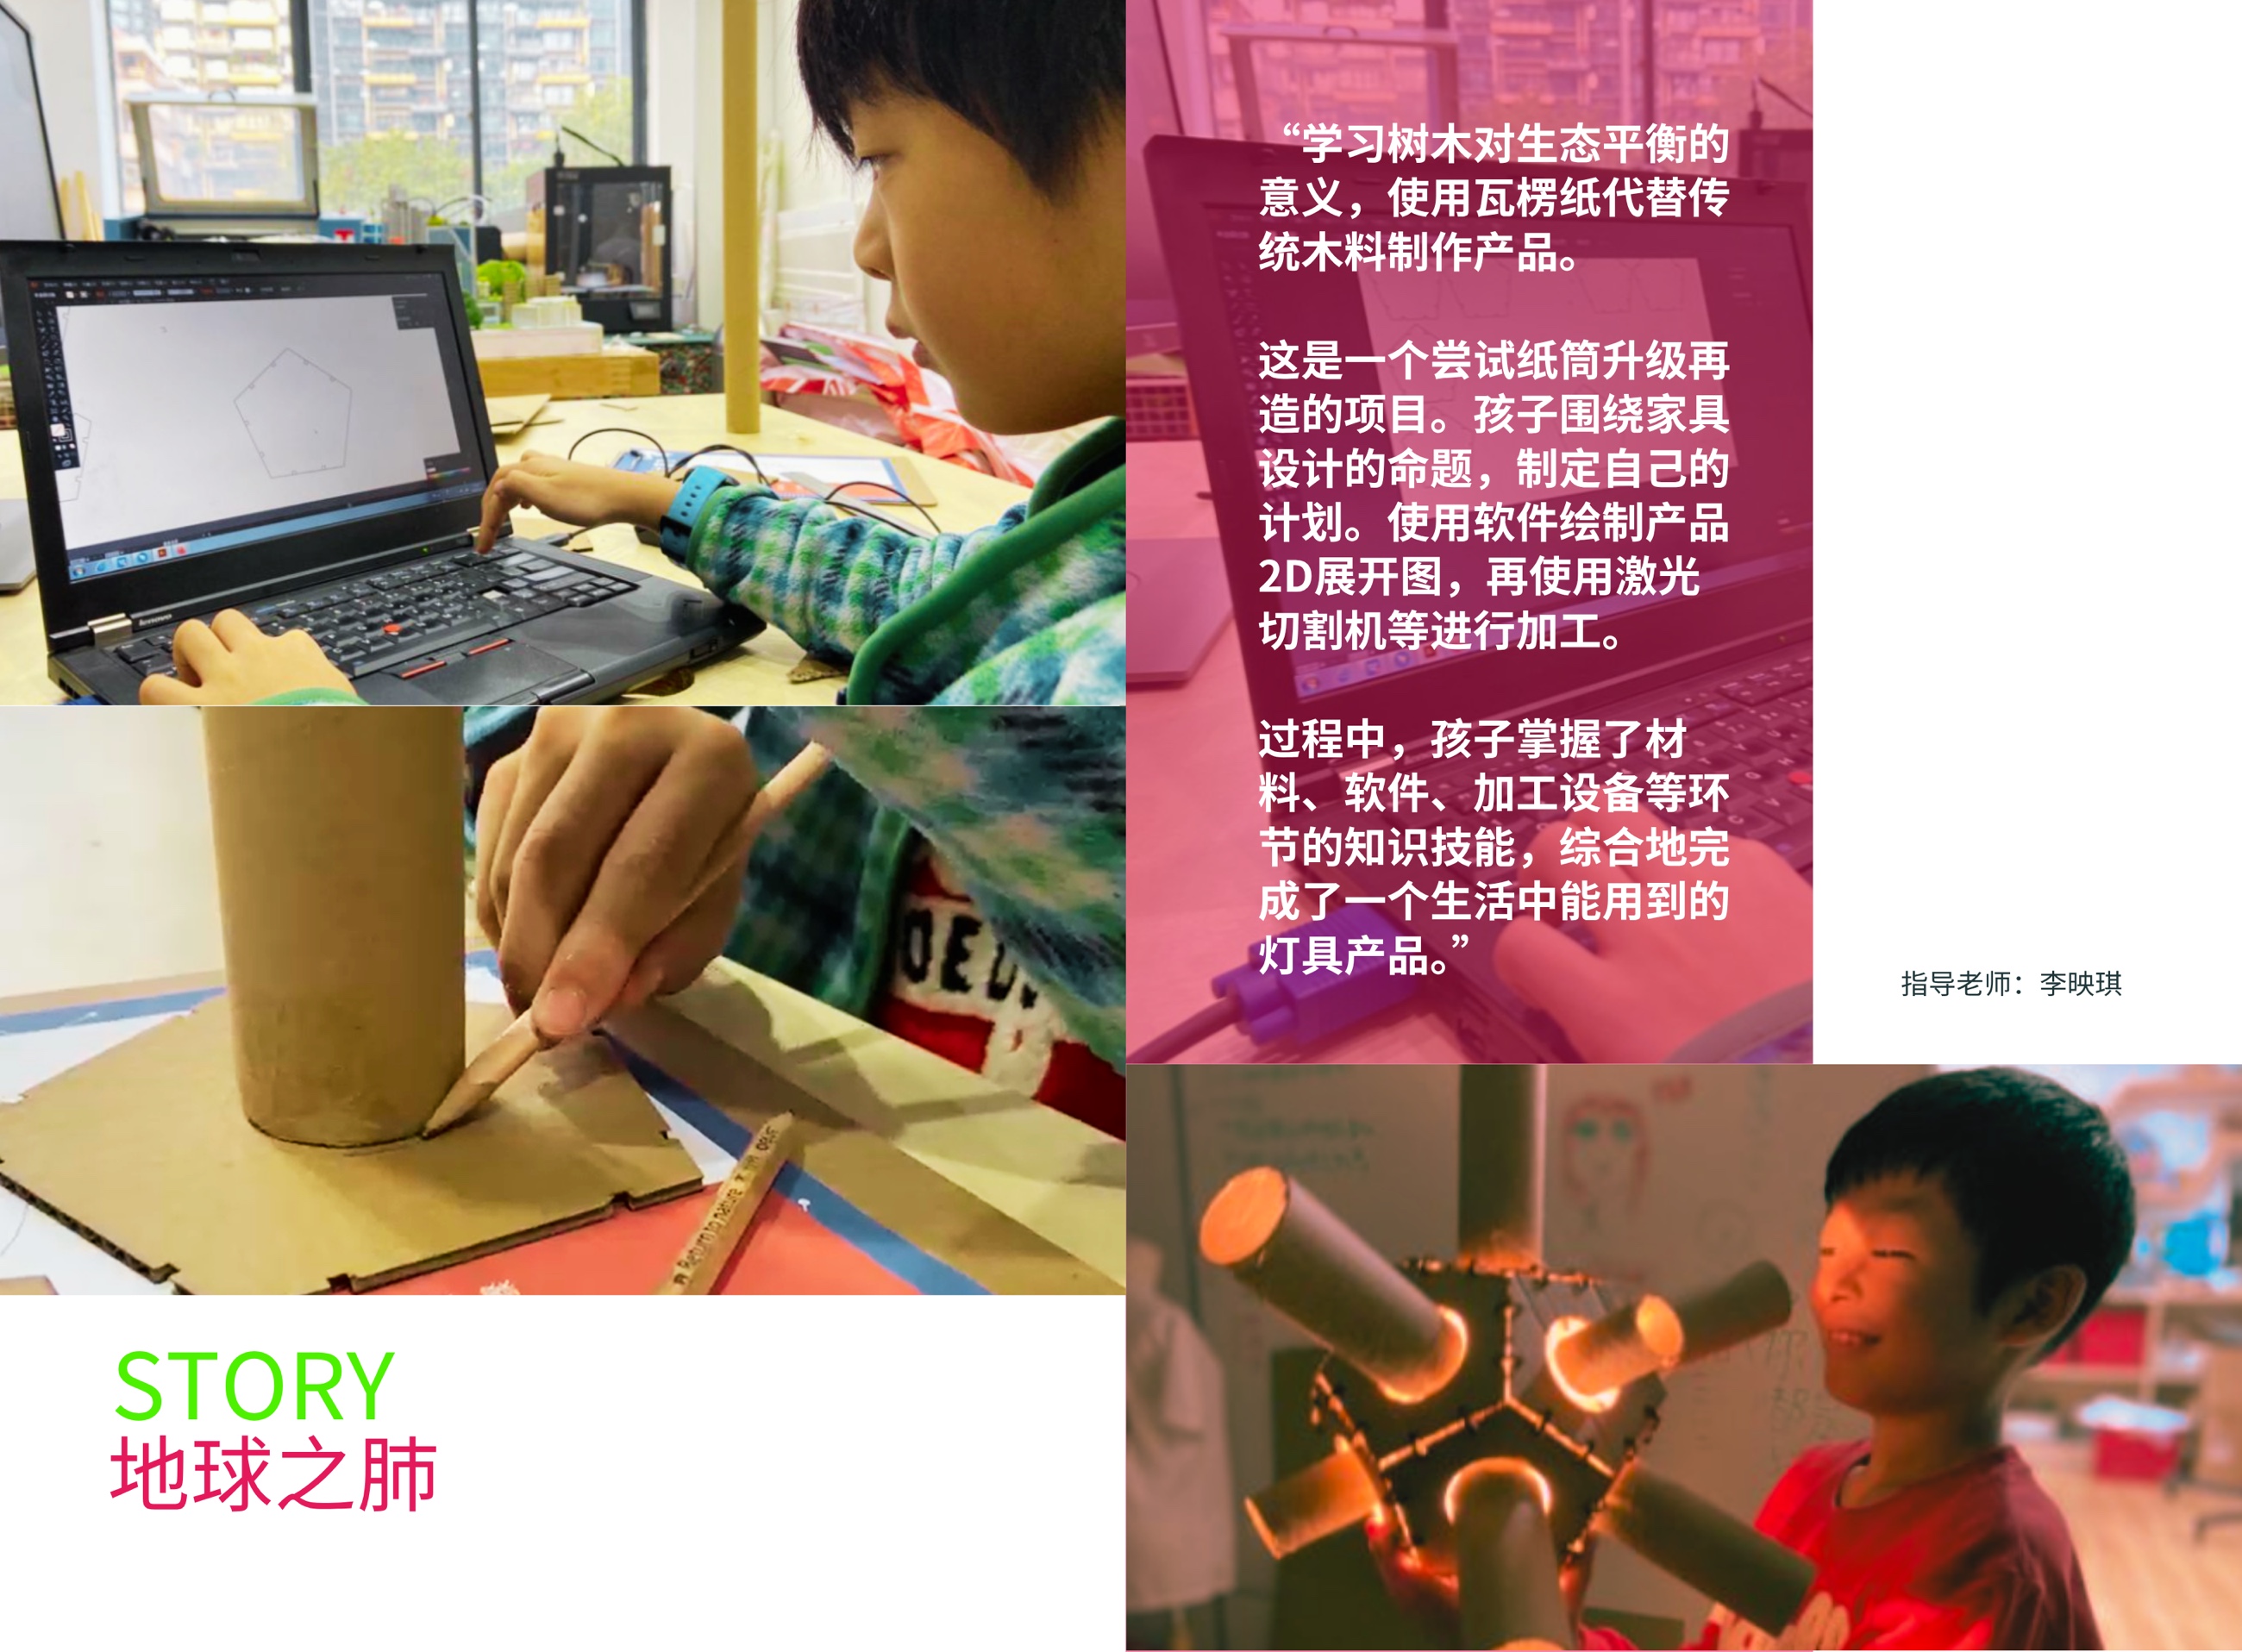 “学习树木对生态平衡的
意义，使用瓦楞纸代替传
统木料制作产品。
这是一个尝试纸筒升级再
造的项目。孩子围绕家具
设计的命题，制定自己的
计划。使用软件绘制产品
2D展开图，再使用激光
切割机等进行加工。
过程中，孩子掌握了材
料、软件、加工设备等环
节的知识技能，综合地完
成了一个生活中能用到的
灯具产品。”
指导老师：李映琪
lenovo
Return to nature
STORY
地球之肺